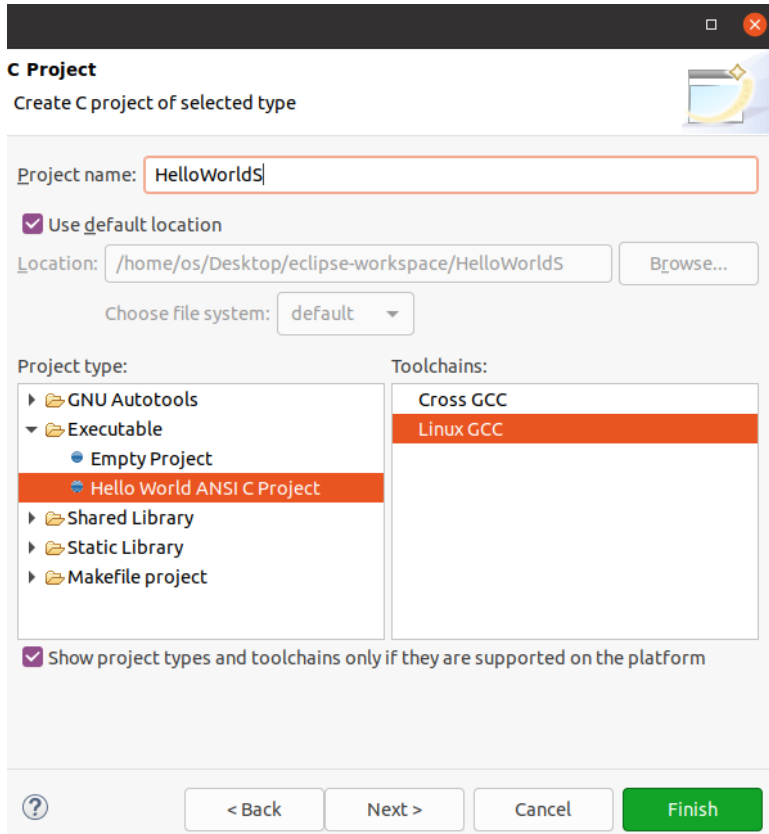 C Project
Create C project of selected type
Project name: HelloWorldS
Use default location
Location: /home/os/Desktop/eclipse-workspace/HelloWorldS Browse...
Choose file system: default
Project type: Toolchains:
GNU Autotools Cross GCC
Executable Linux GCC
Empty Project
Hello World ANSI C Project
Shared Library
Static Library
Makefile project
Show project types and toolchains only if they are supported on the platform
? < Back Next > Cancel Finish